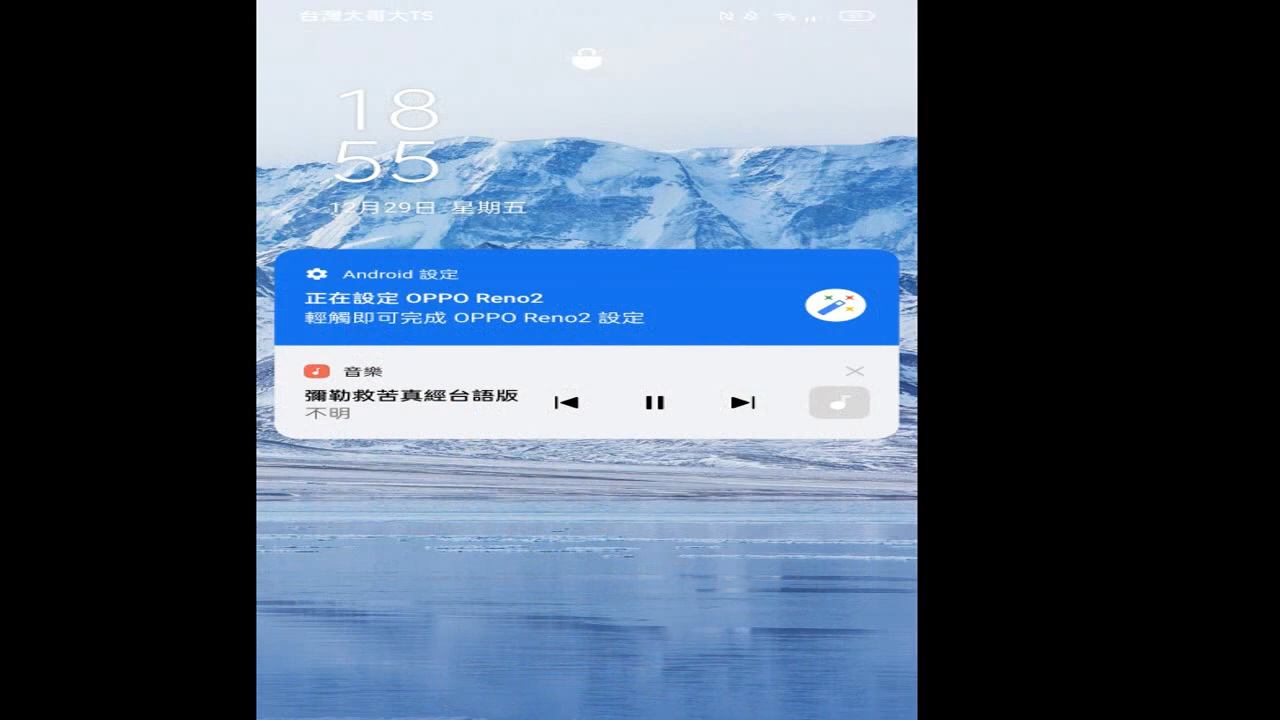 台灣大哥大TS
18
55
12月29日 星期五
Android 設定
正在設定 OPPO Reno2
輕觸即可完成 OPPO Reno2 設定
音樂
彌勒救苦真經台語版
不明